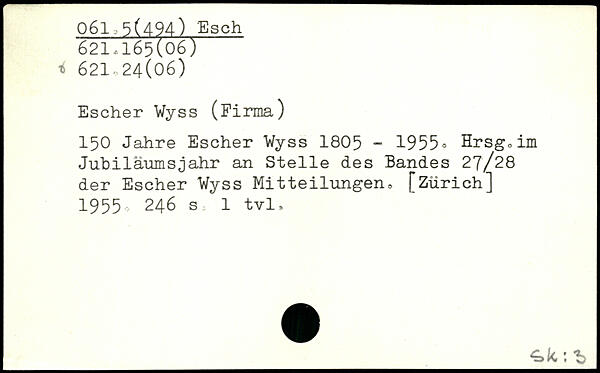 061.5(494) Esch
621.165(06)
621.24(06)
Escher Wyss (Firma)
150 Jahre Escher Wyss 1805 - 1955. Hrsg.im
Jubiläumsjahr an Stelle des Bandes 27/28
der Escher Wyss Mitteilungen. [Zürich]
1955. 246 s. 1 tvl.
Sk: 3